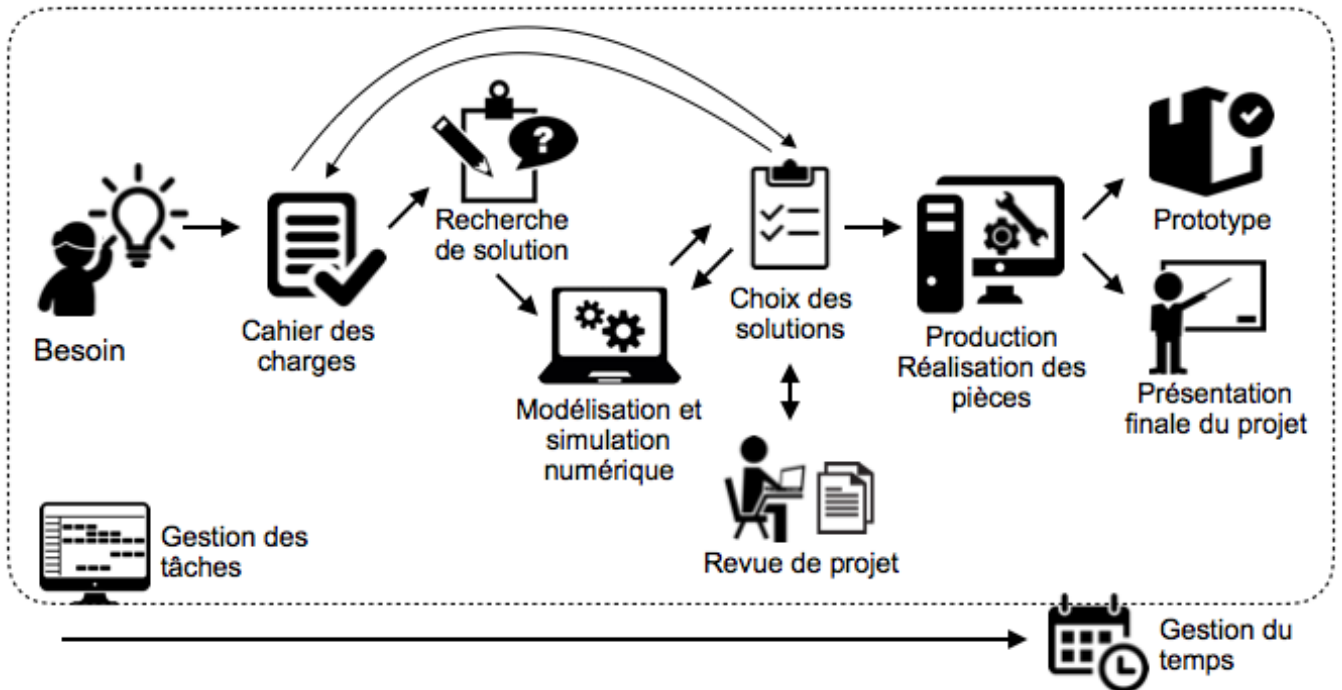 ?
Recherche
de solution
Besoin
Cahier des
charges
Modélisation et
simulation
numérique
Choix des
solutions
Revue de projet
Production
Réalisation des
pièces
Prototype
Présentation
finale du projet
Gestion des
tâches
Gestion du
temps